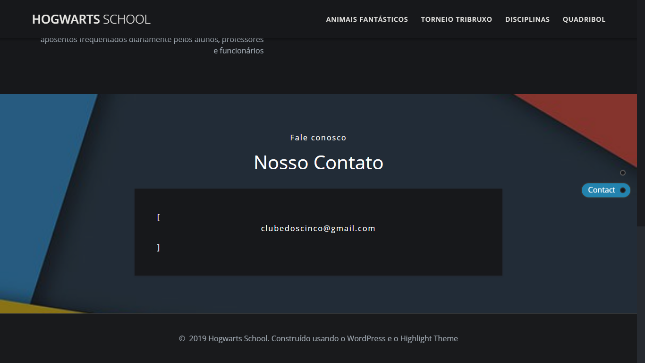 HOGWARTS SCHOOL
ANIMAIS FANTÁSTICOS TORNEIO TRIBRUXO DISCIPLINAS QUADRIBOL
aposentos frequentados diariamente pelos alunos, professores
e funcionários
Fale conosco
Nosso Contato
[
clubedoscinco@gmail.com
]
Contact
© 2019 Hogwarts School. Construído usando o WordPress e o Highlight Theme